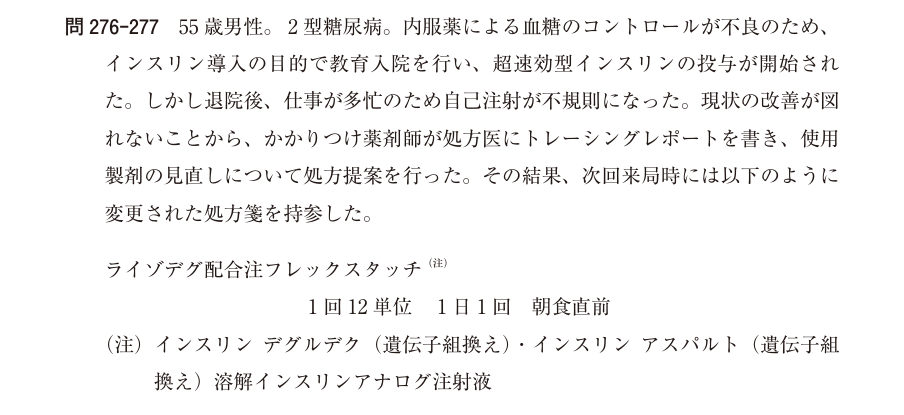 問 276−277　55 歳男性。2 型糖尿病。内服薬による血糖のコントロールが不良のため、
インスリン導入の目的で教育入院を行い、超速効型インスリンの投与が開始され
た。しかし退院後、仕事が多忙のため自己注射が不規則になった。現状の改善が図
れないことから、かかりつけ薬剤師が処方医にトレーシングレポートを書き、使用
製剤の見直しについて処方提案を行った。その結果、次回来局時には以下のように
変更された処方箋を持参した。
ライゾデグ配合注フレックスタッチ（注）
1 回 12 単位　1 日 1 回　朝食直前
（注）インスリン デグルデク（遺伝子組換え）・インスリン アスパルト（遺伝子組
換え）溶解インスリンアナログ注射液